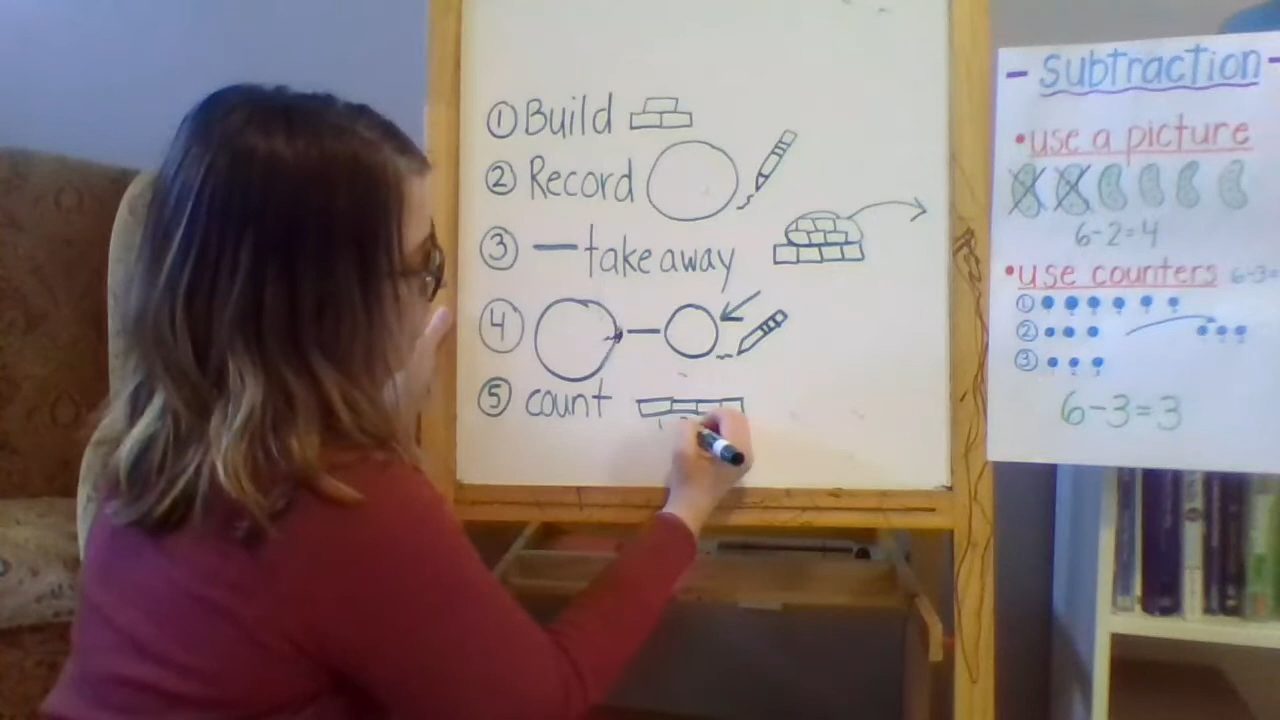 ① Build
② Record
③ — take away
④ —
⑤ count
- Subtraction -
• use a picture
6-2=4
• use counters 6-3=
①
②
③
6-3=3